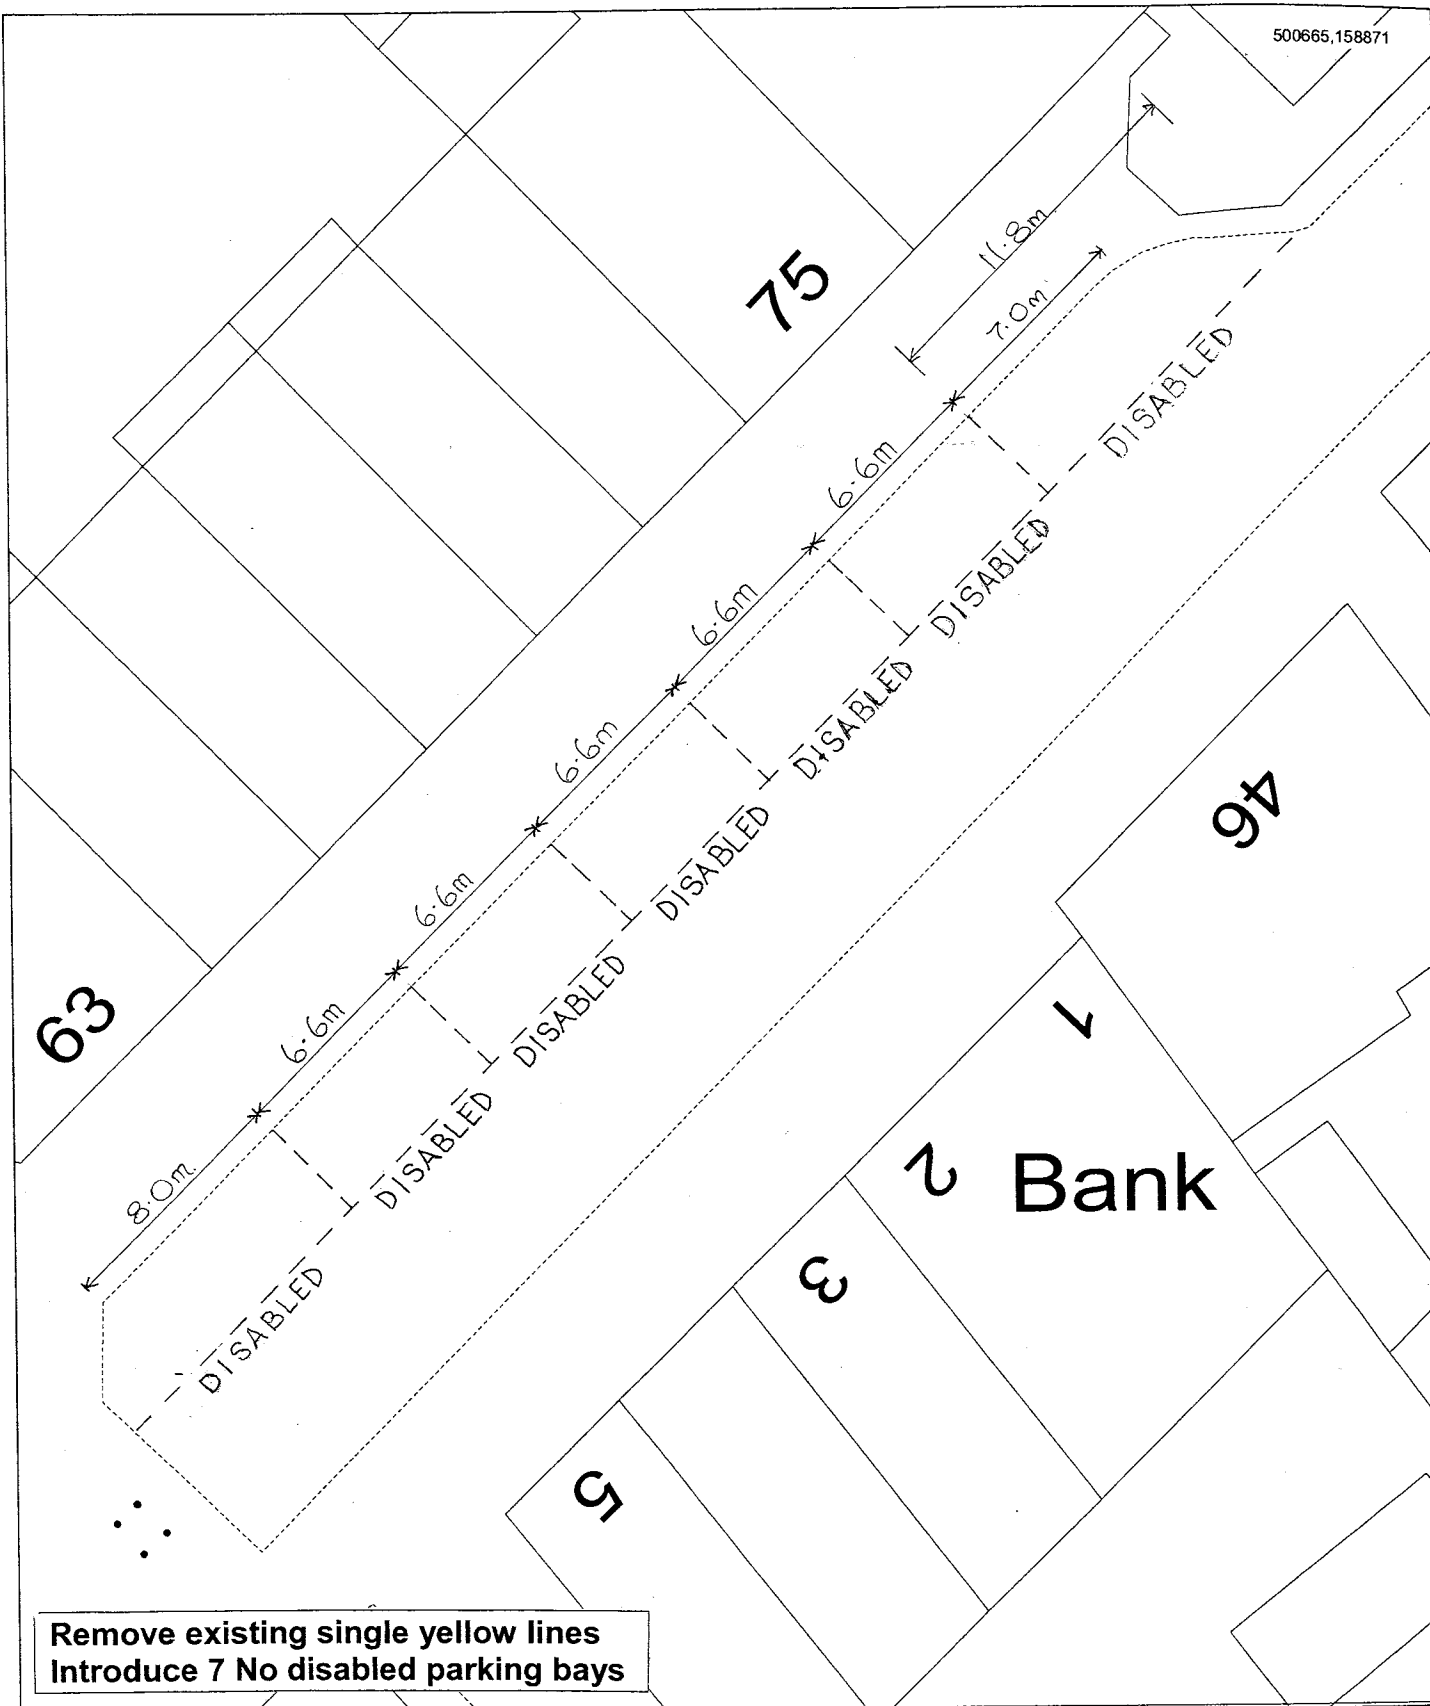 500665,158871
11.8m
7.0m
75
DISABLED
6.6m
DISABLED
6.6m
DISABLED
6.6m
46
DISABLED
6.6m
DISABLED
63
6.6m
1
DISABLED
2
Bank
8.0m
3
DISABLED
5
Remove existing single yellow lines
Introduce 7 No disabled parking bays